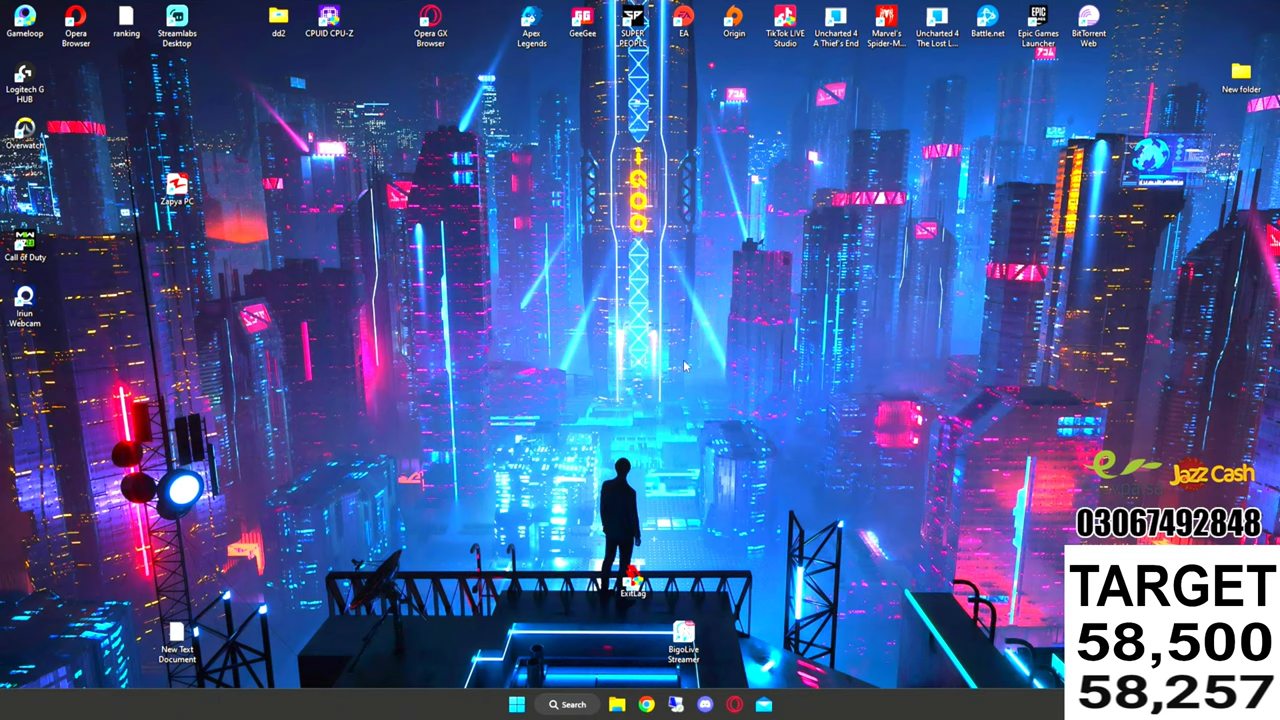 Gameloop
Opera
Browser
ranking
Streamlabs
Desktop
dd2
CPUID CPU-Z
Opera GX
Browser
Apex
Legends
GeeGee
SUPER
PEOPLE
EA
Origin
TikTok LIVE
Studio
Uncharted 4
A Thief's End
Marvel's
Spider-M...
Uncharted 4
The Lost L...
Battle.net
Epic Games
Launcher
BitTorrent
Web
Logitech G
HUB
New folder
Overwatch
Zapya PC
Call of Duty
Iriun
Webcam
Jazz Cash
03067492848
ExitLag
TARGET
58,500
58,257
New Text
Document
BigoLive
Streamer
Search